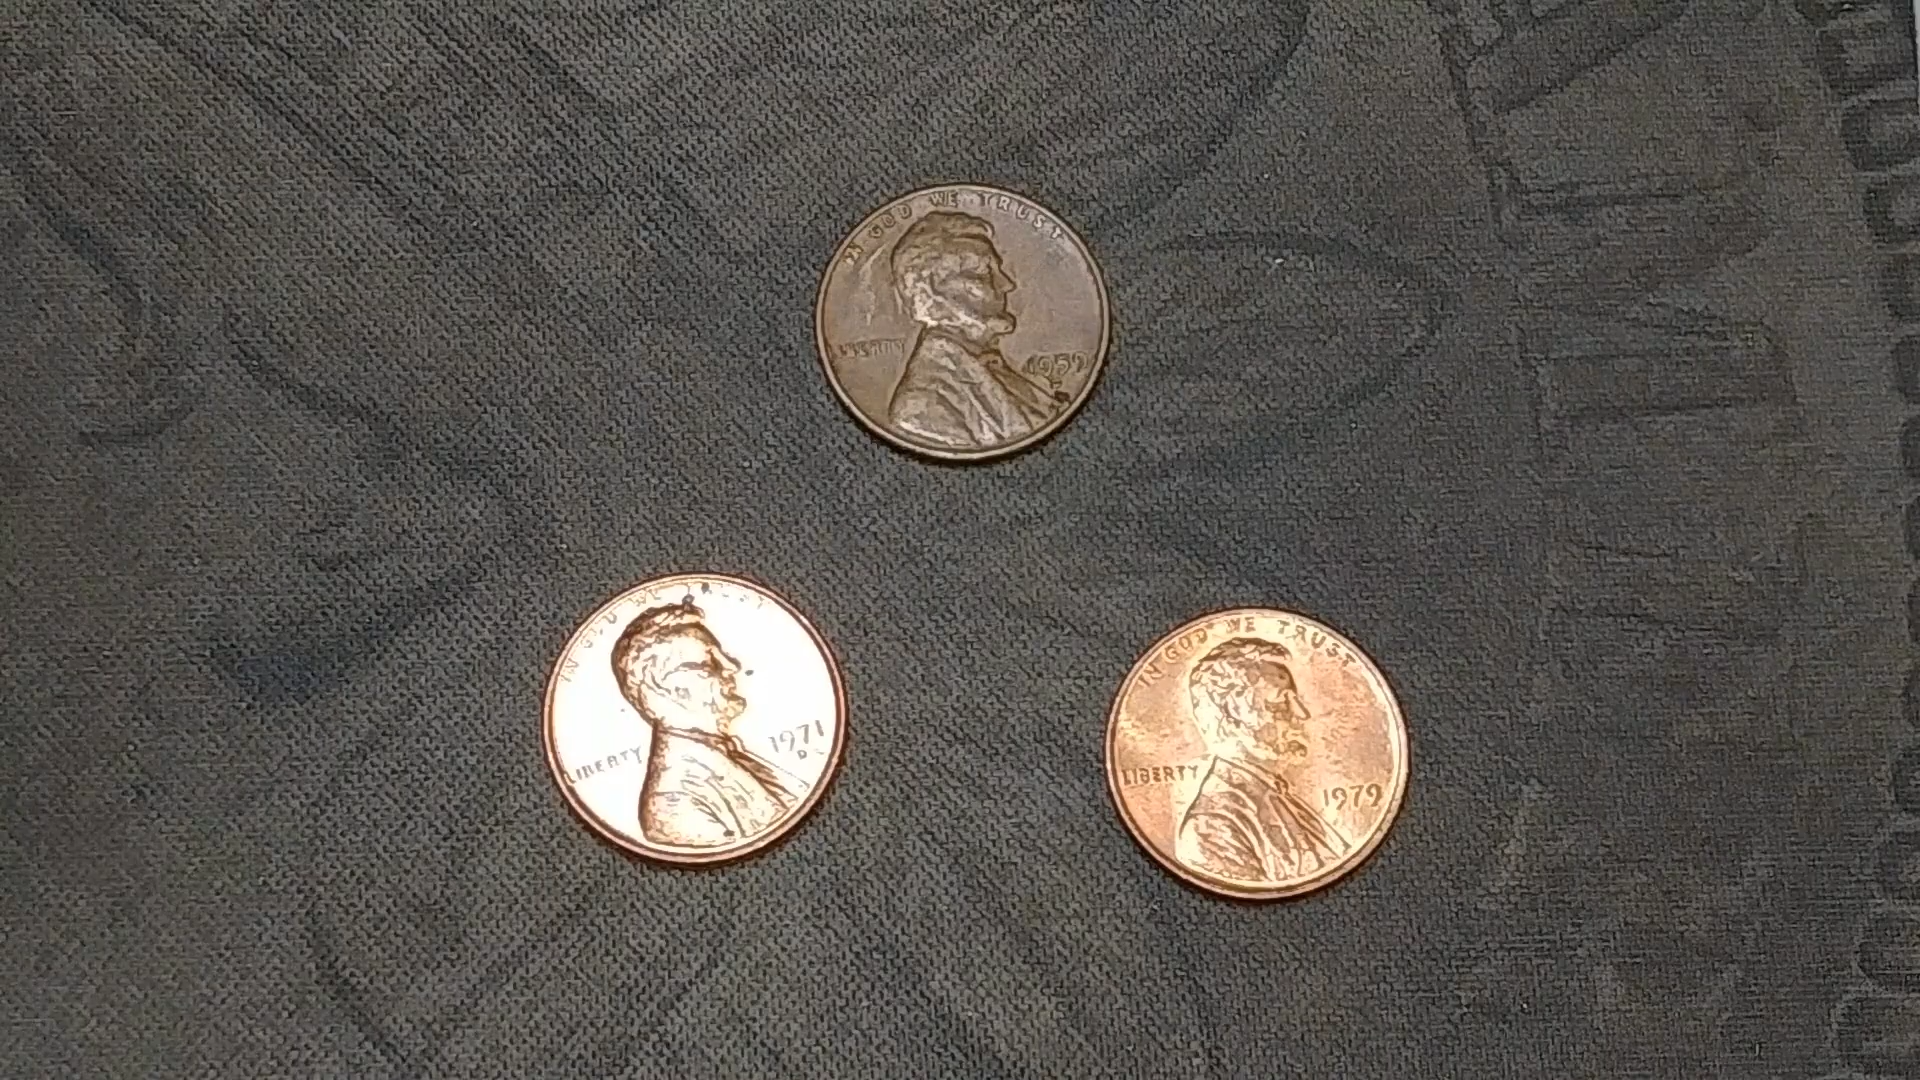 IN GOD WE TRUST
LIBERTY
1959
IN GOD WE TRUST
LIBERTY
1971
D
IN GOD WE TRUST
LIBERTY
1979